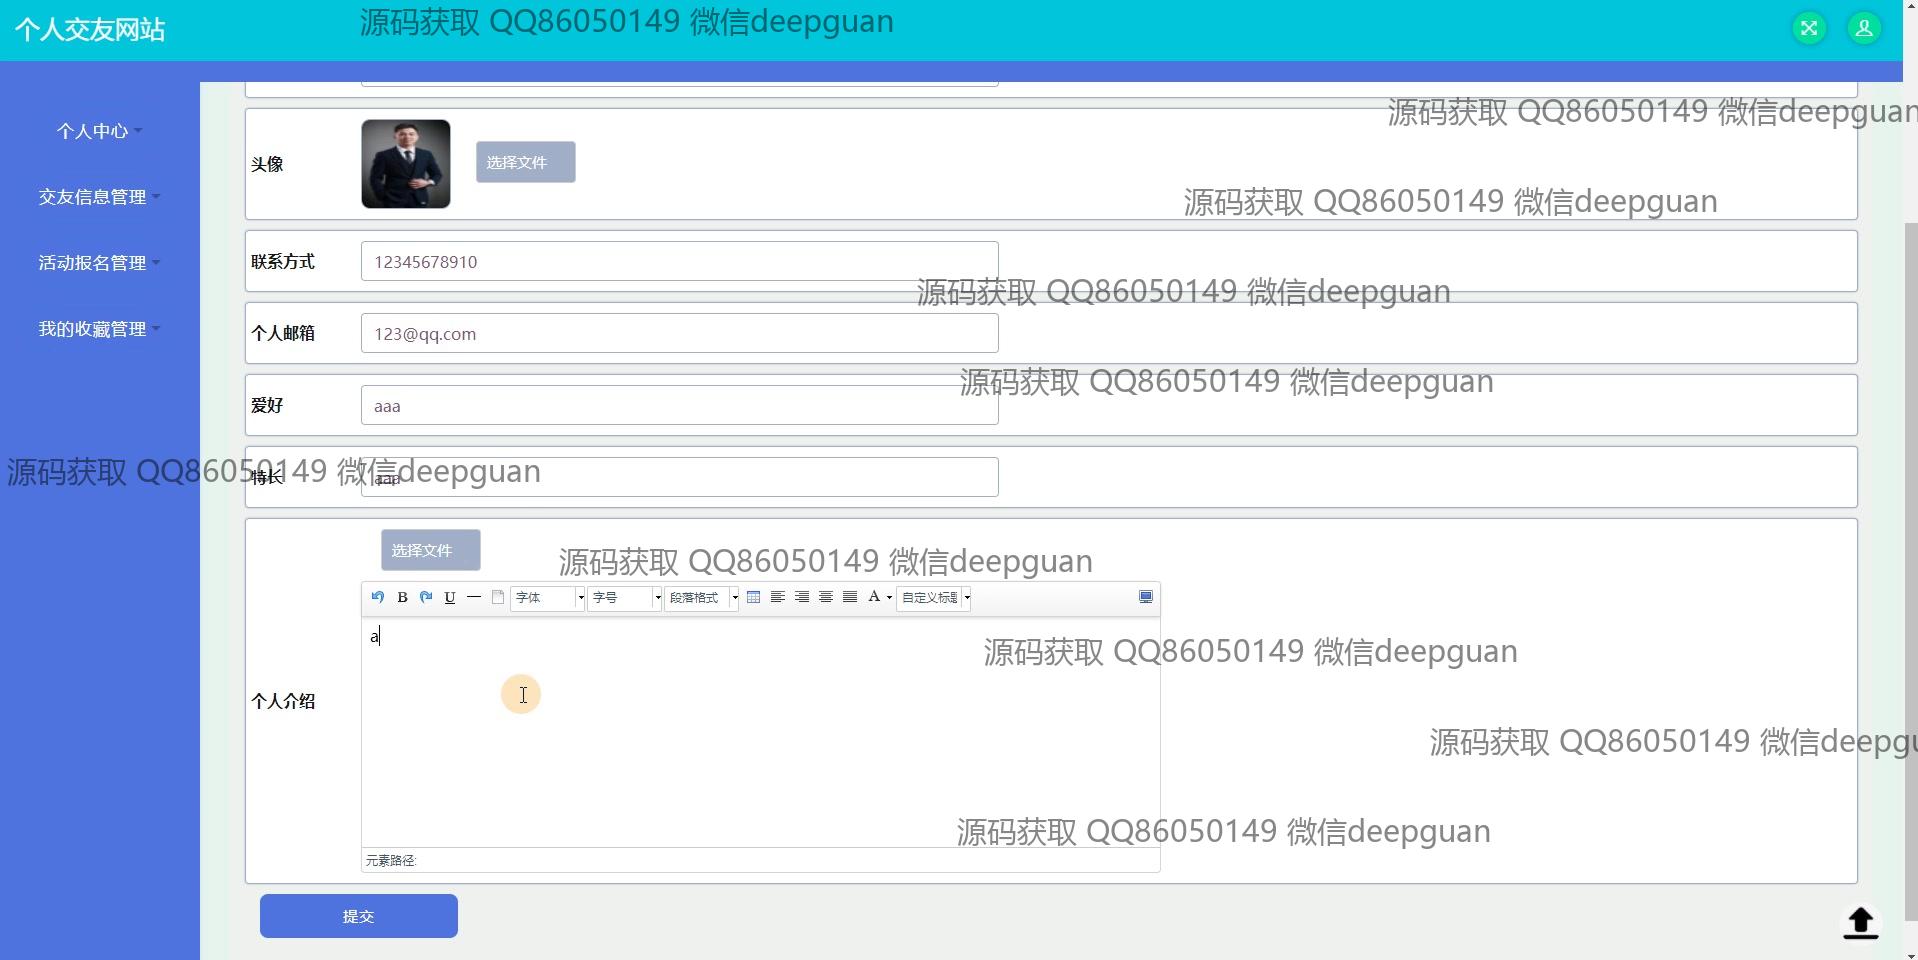 个人交友网站
源码获取 QQ86050149 微信deepguan
个人中心
源码获取 QQ86050149 微信deepguan
头像
选择文件
交友信息管理
源码获取 QQ86050149 微信deepguan
活动报名管理
联系方式
12345678910
源码获取 QQ86050149 微信deepguan
我的收藏管理
个人邮箱
123@qq.com
源码获取 QQ86050149 微信deepguan
爱好
aaa
源码获取 QQ86050149 微信deepguan
特长
aaa
选择文件
源码获取 QQ86050149 微信deepguan
B U 字体 字号 段落格式 A 自定义标题
a
源码获取 QQ86050149 微信deepguan
个人介绍
源码获取 QQ86050149 微信deepgu
源码获取 QQ86050149 微信deepguan
元素路径:
提交